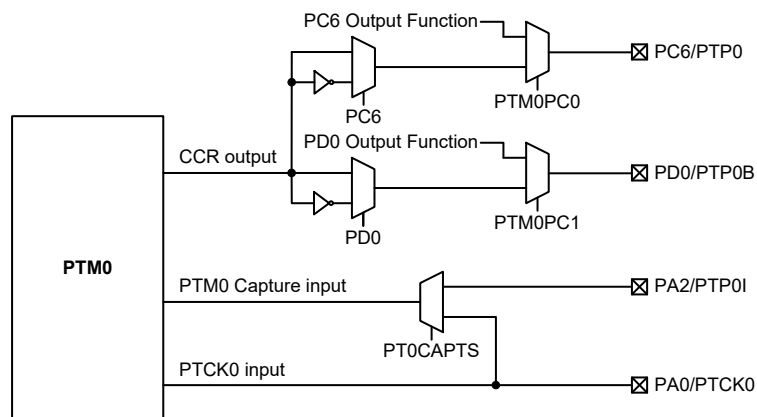 PC6 Output Function
PC6/PTP0
PC6
PTM0PC0
CCR output
PD0 Output Function
PD0/PTP0B
PD0
PTM0PC1
PTM0
PTM0 Capture input
PA2/PTP0I
PT0CAPTS
PTCK0 input
PA0/PTCK0